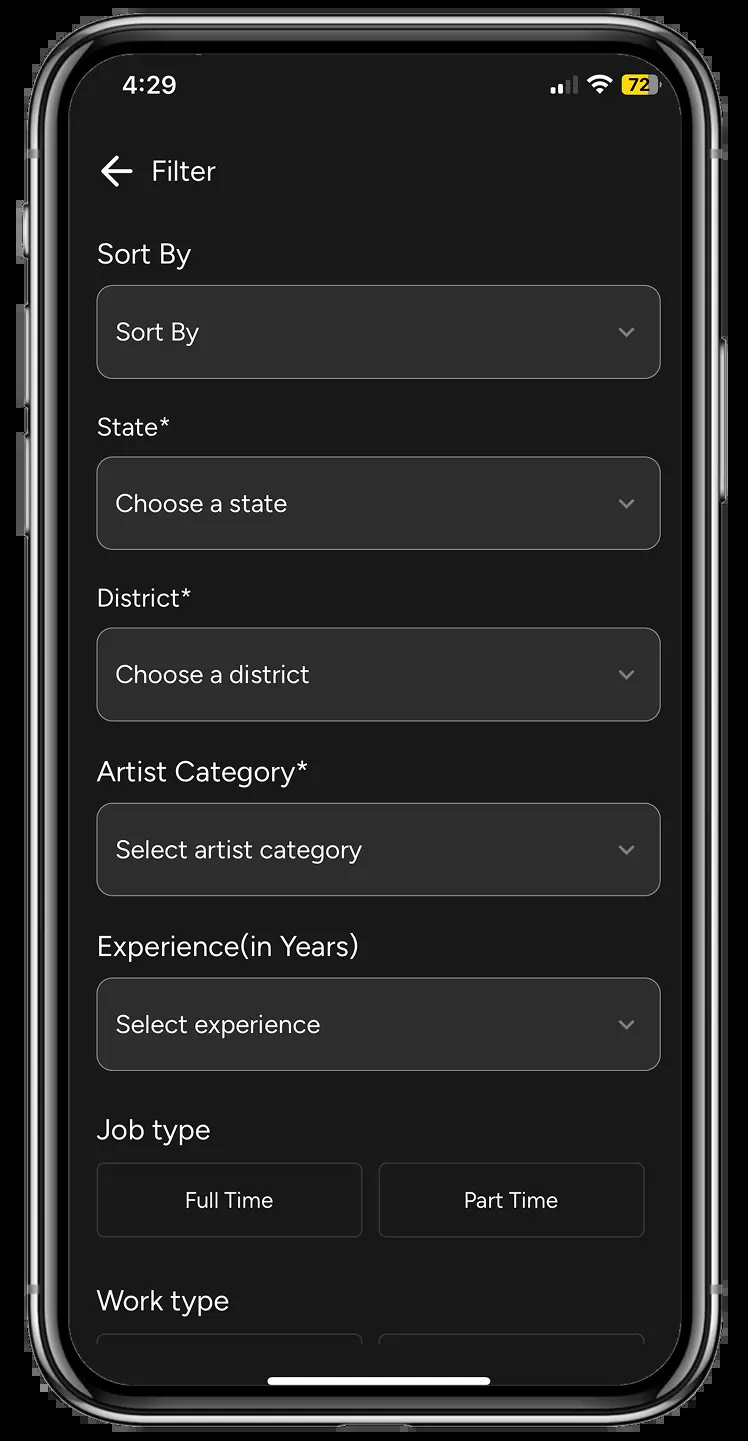 4:29
72
Filter
Sort By
Sort By
State*
Choose a state
District*
Choose a district
Artist Category*
Select artist category
Experience(in Years)
Select experience
Job type
Full Time
Part Time
Work type